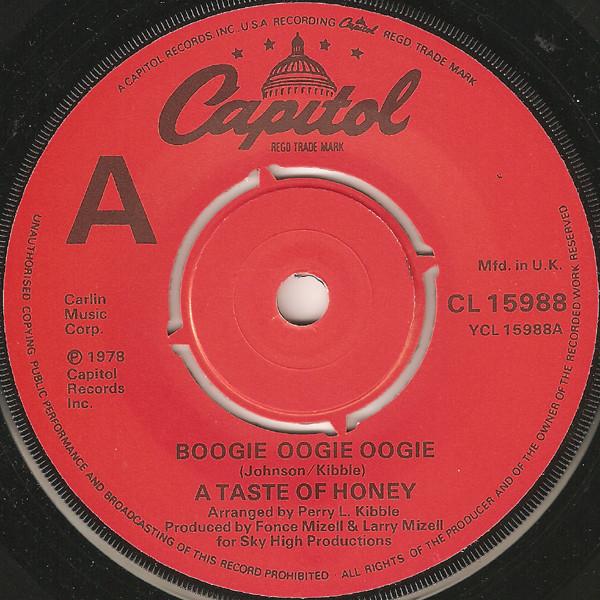 A CAPITOL RECORDS INC., U.S.A. RECORDING Capitol REGD TRADE MARK
Capitol
REGD TRADE MARK
A
Mfd. in U.K.
CL 15988
YCL 15988A
Carlin
Music
Corp.
℗ 1978
Capitol
Records
Inc.
BOOGIE OOGIE OOGIE
(Johnson/Kibble)
A TASTE OF HONEY
Arranged by Perry L. Kibble
Produced by Fonce Mizell & Larry Mizell
for Sky High Productions
UNAUTHORISED COPYING PUBLIC PERFORMANCE AND BROADCASTING OF THIS RECORD PROHIBITED · ALL RIGHTS OF THE PRODUCER AND OF THE OWNER OF THE RECORDED WORK RESERVED